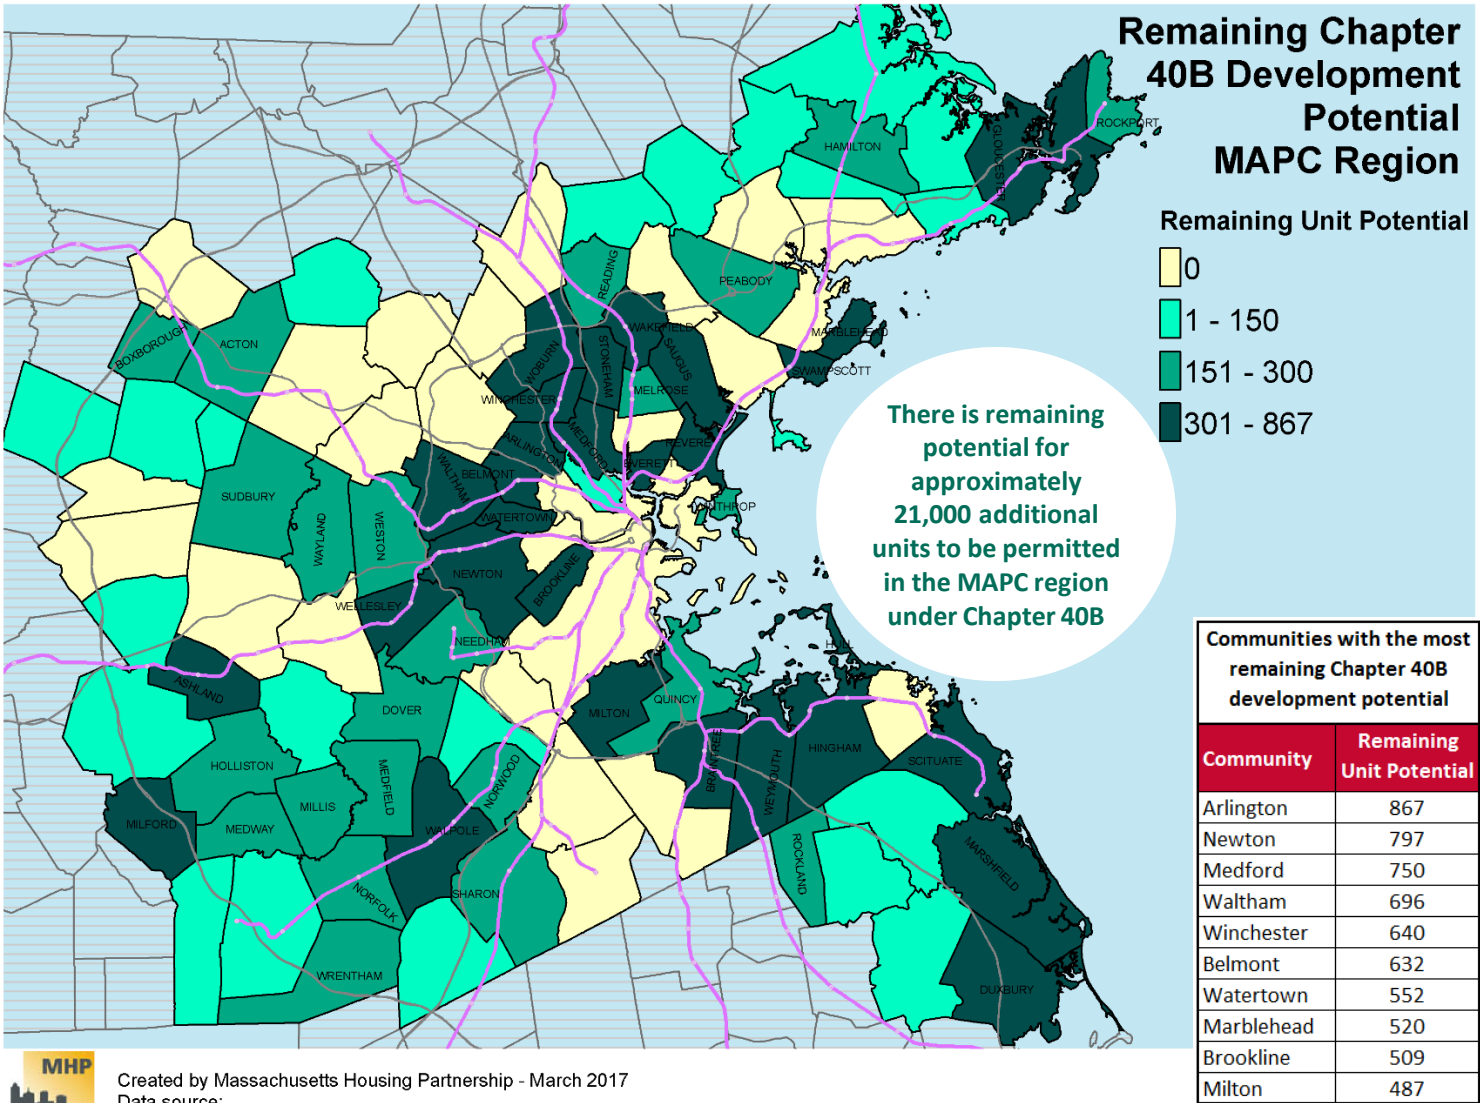 Remaining Chapter
40B Development
Potential
MAPC Region
Remaining Unit Potential
0
1 - 150
151 - 300
301 - 867
ROCKPORT
GLOUCESTER
HAMILTON
PEABODY
READING
WAKEFIELD
MARBLEHEAD
SWAMPSCOTT
SAUGUS
STONEHAM
WOBURN
MELROSE
WINCHESTER
BOXBOROUGH
ACTON
ARLINGTON
MEDFORD
REVERE
EVERETT
WALTHAM
BELMONT
WATERTOWN
WINTHROP
SUDBURY
WAYLAND
WESTON
NEWTON
BROOKLINE
WELLESLEY
NEEDHAM
HULL
ASHLAND
DOVER
MILTON
QUINCY
HOLLISTON
MEDFIELD
NORWOOD
BRAINTREE
WEYMOUTH
HINGHAM
SCITUATE
MILLIS
MILFORD
MEDWAY
WALPOLE
ROCKLAND
MARSHFIELD
NORFOLK
SHARON
WRENTHAM
DUXBURY
There is remaining
potential for
approximately
21,000 additional
units to be permitted
in the MAPC region
under Chapter 40B
Communities with the most
remaining Chapter 40B
development potential
Community Remaining
Unit Potential
Arlington 867
Newton 797
Medford 750
Waltham 696
Winchester 640
Belmont 632
Watertown 552
Marblehead 520
Brookline 509
Milton 487
MHP
Created by Massachusetts Housing Partnership - March 2017
Data source: